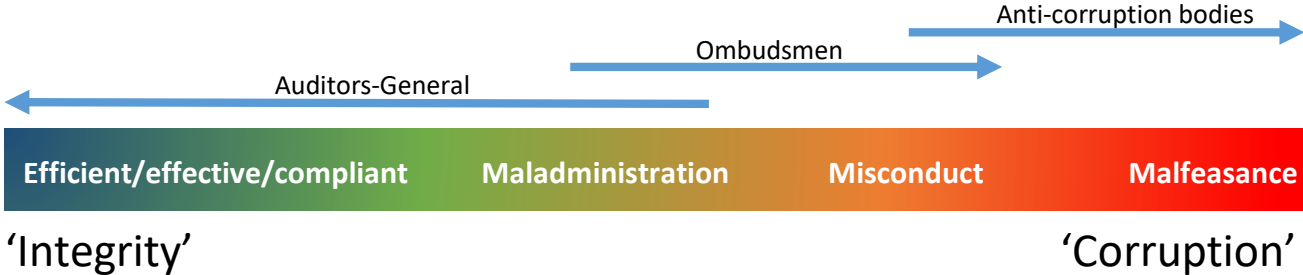 Anti-corruption bodies
Ombudsmen
Auditors-General
Efficient/effective/compliant Maladministration Misconduct Malfeasance
‘Integrity’ ‘Corruption’